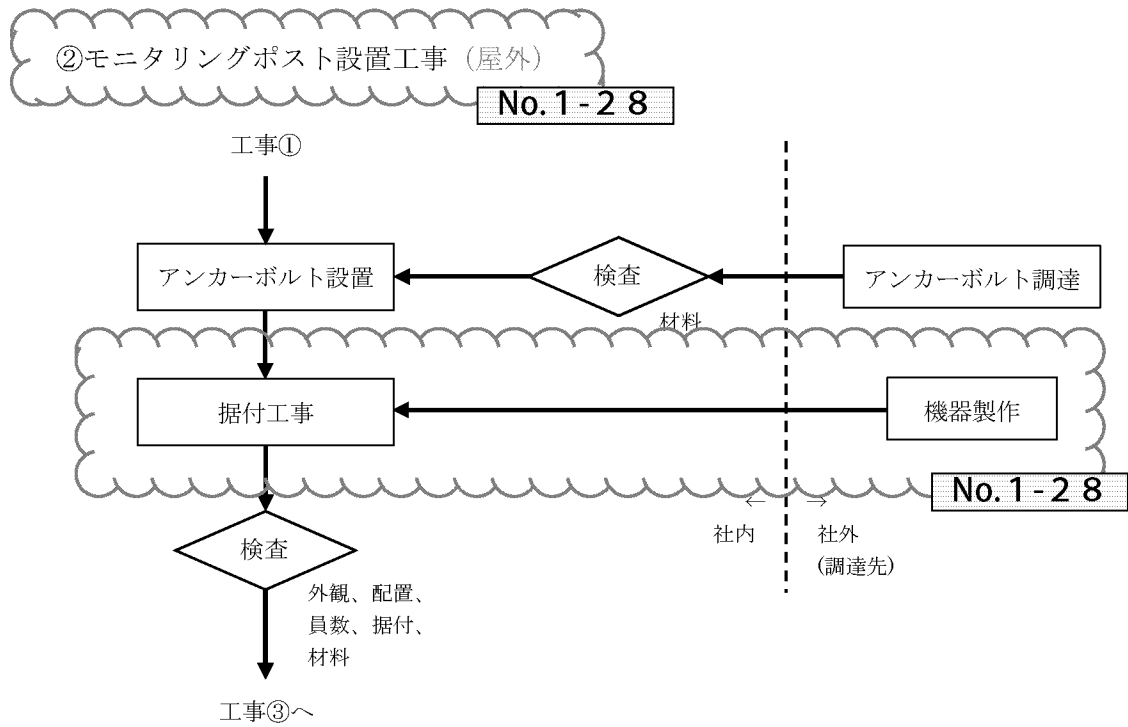 ②モニタリングポスト設置工事（屋外）
No.1-28
工事①
アンカーボルト設置
検査
アンカーボルト調達
材料
据付工事
機器製作
No.1-28
← →
社内
社外
(調達先)
検査
外観、配置、
員数、据付、
材料
工事③へ